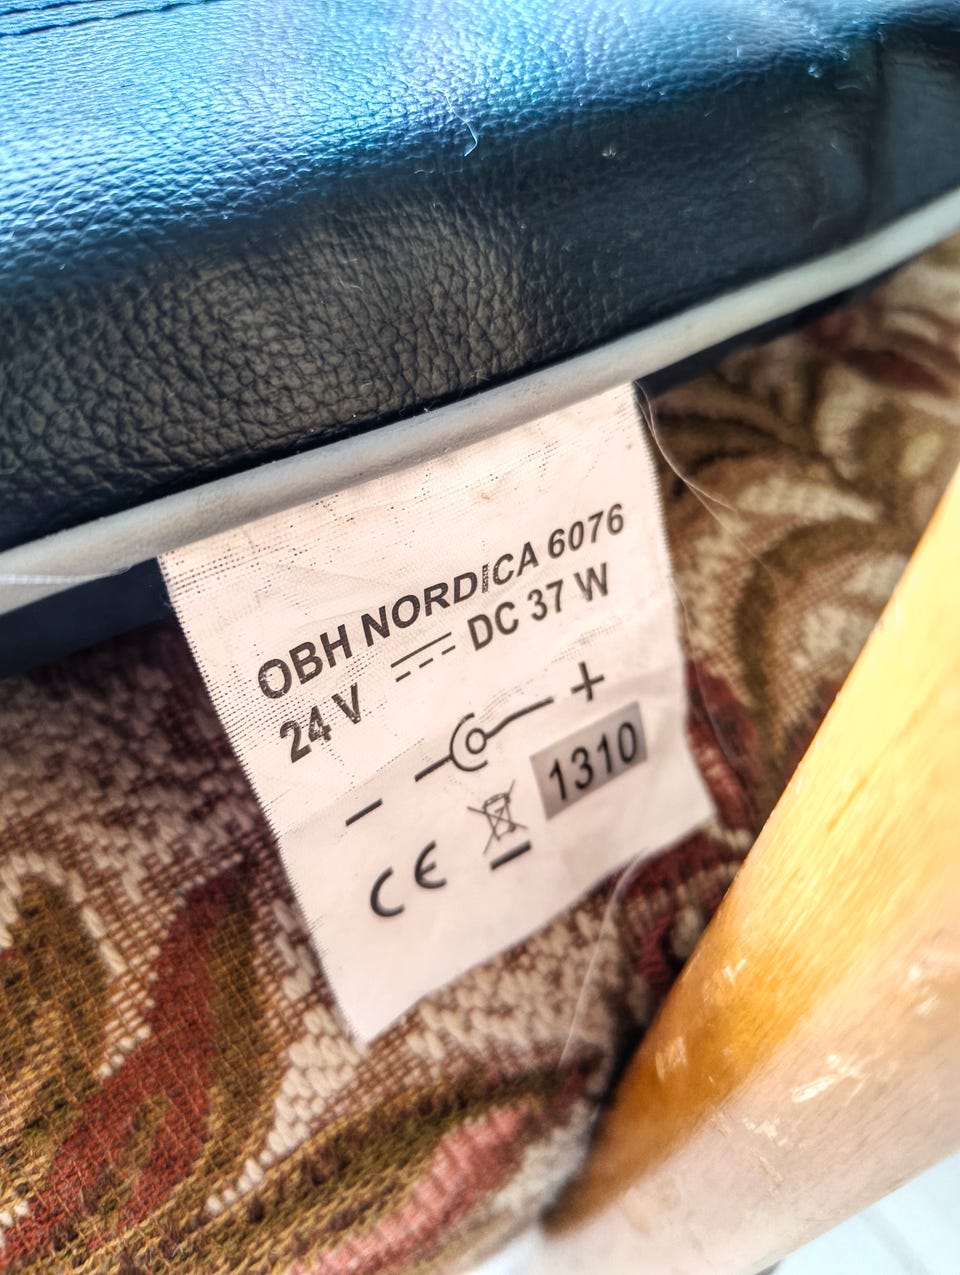 OBH NORDICA 6076
24 V DC 37 W
- +
1310
CE